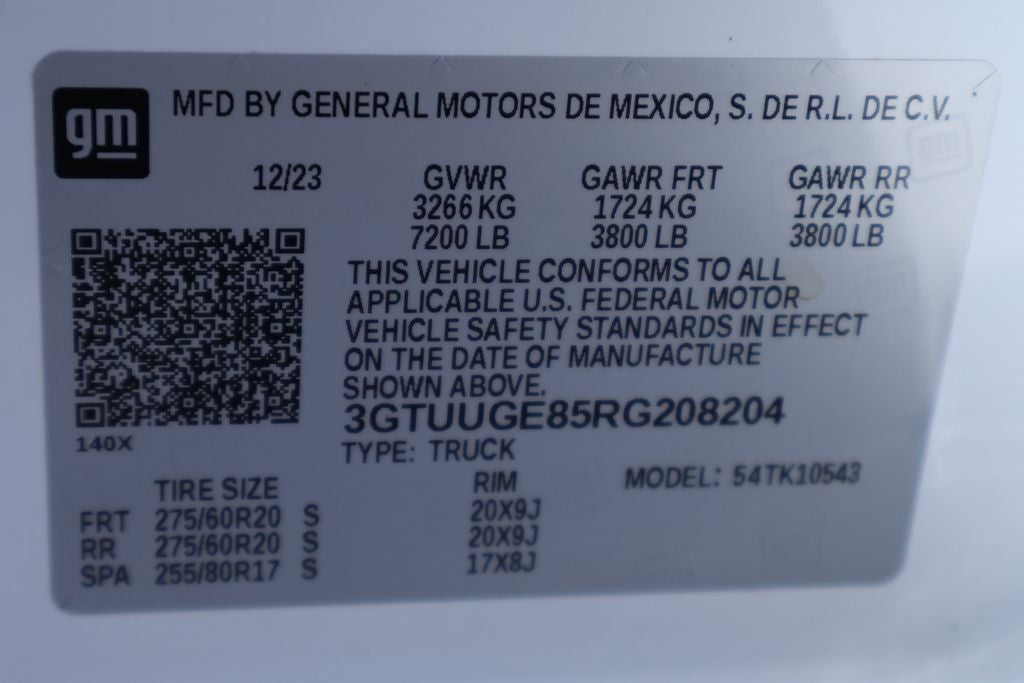 gm
MFD BY GENERAL MOTORS DE MEXICO, S. DE R.L. DE C.V.
12/23 GVWR GAWR FRT GAWR RR
3266 KG 1724 KG 1724 KG
7200 LB 3800 LB 3800 LB
THIS VEHICLE CONFORMS TO ALL
APPLICABLE U.S. FEDERAL MOTOR
VEHICLE SAFETY STANDARDS IN EFFECT
ON THE DATE OF MANUFACTURE
SHOWN ABOVE.
3GTUUGE85RG208204
140X
TYPE: TRUCK
TIRE SIZE RIM MODEL: 54TK10543
FRT 275/60R20 S 20X9J
RR 275/60R20 S 20X9J
SPA 255/80R17 S 17X8J